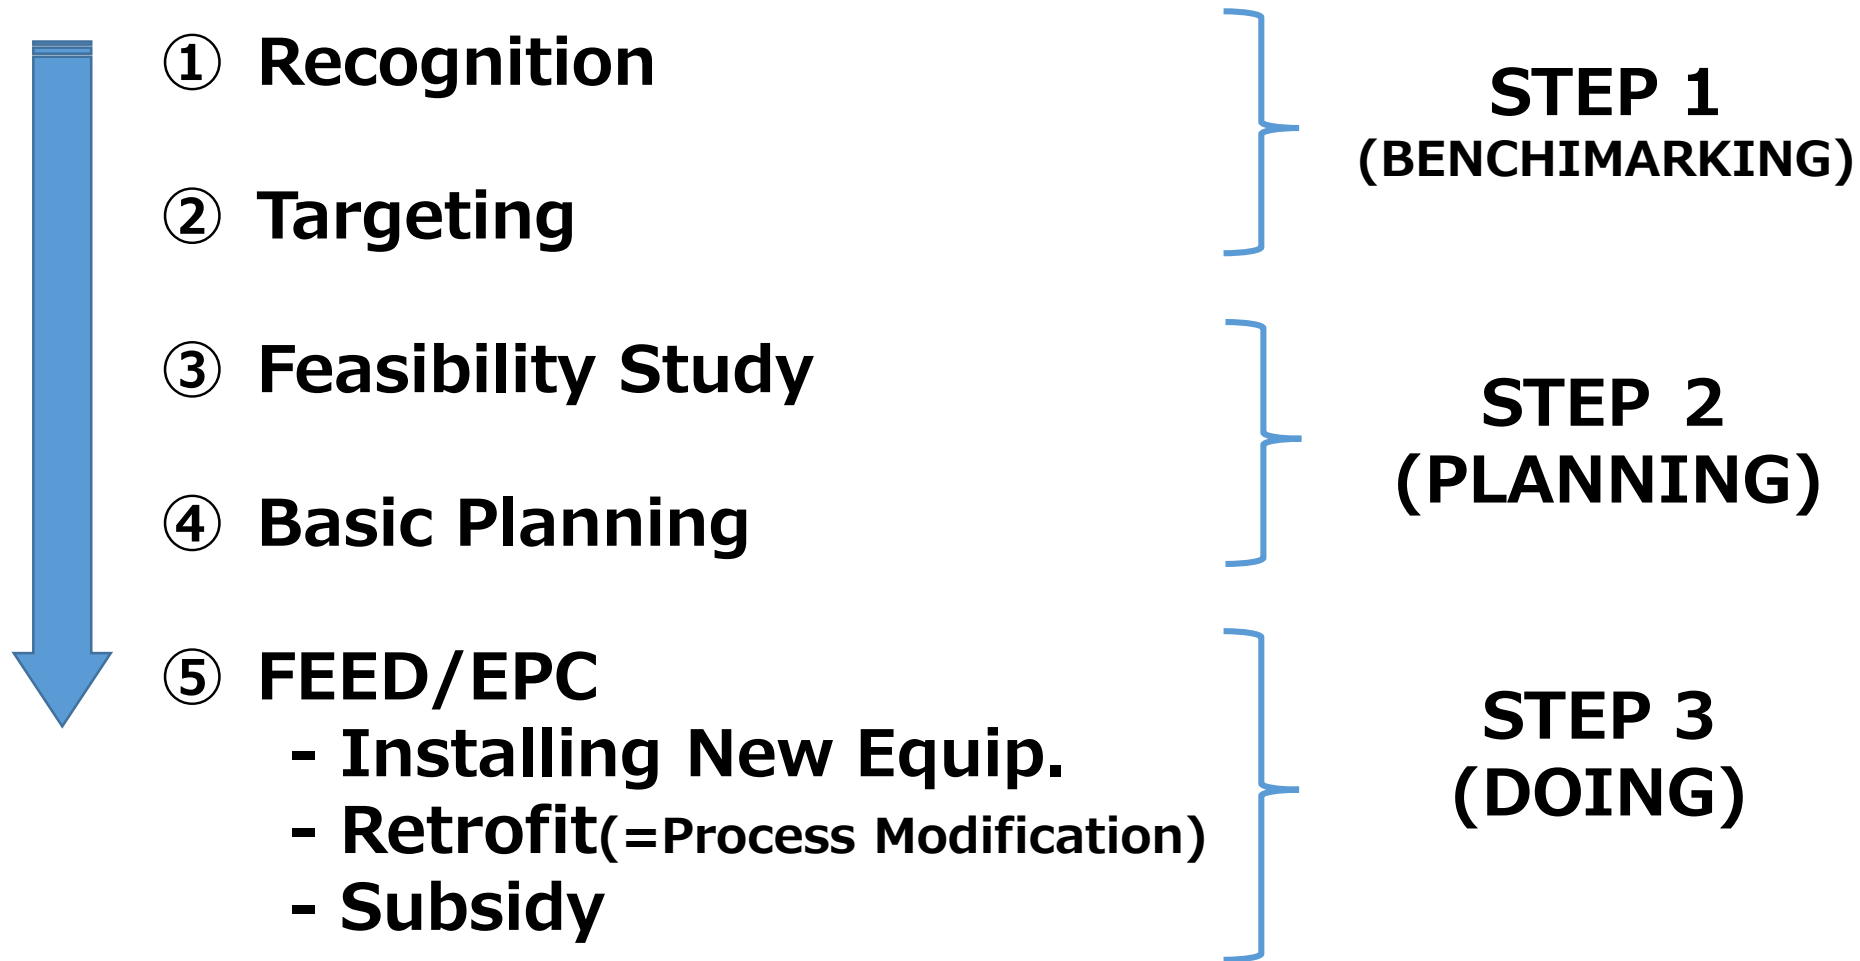 ① Recognition
② Targeting
③ Feasibility Study
④ Basic Planning
⑤ FEED/EPC
- Installing New Equip.
- Retrofit(=Process Modification)
- Subsidy
STEP 1
(BENCHIMARKING)
STEP 2
(PLANNING)
STEP 3
(DOING)